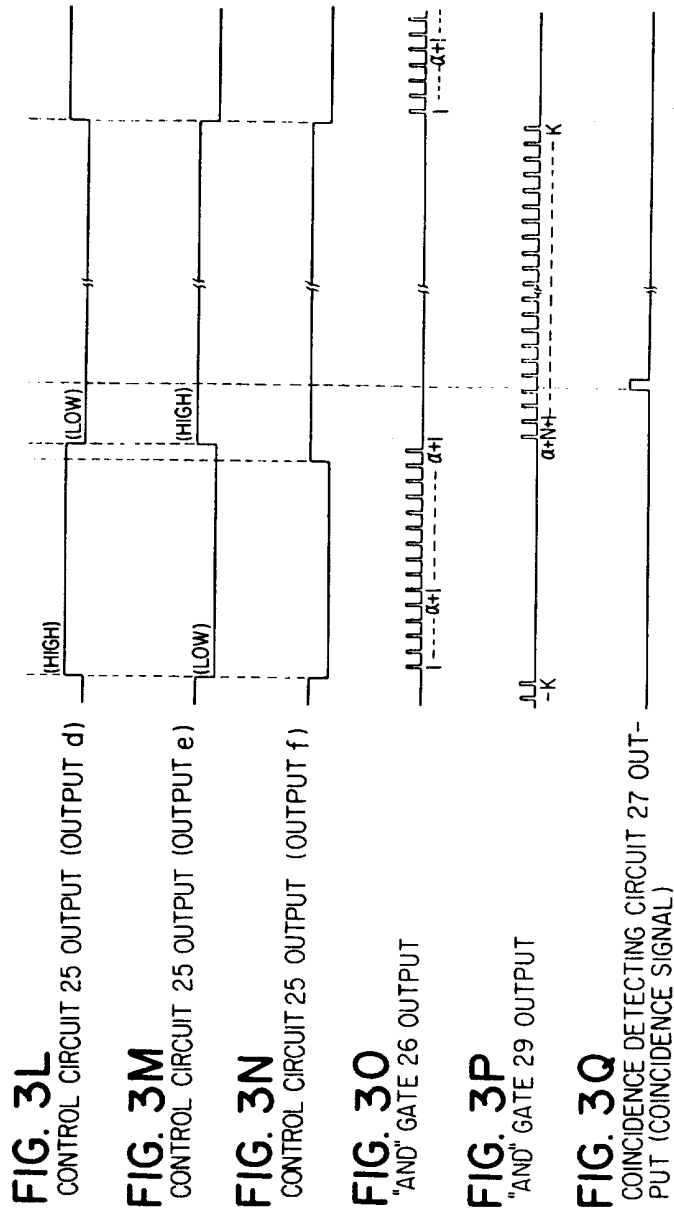 FIG. 3L
CONTROL CIRCUIT 25 OUTPUT (OUTPUT d)
(HIGH)
(LOW)
FIG. 3M
CONTROL CIRCUIT 25 OUTPUT (OUTPUT e)
(LOW)
(HIGH)
FIG. 3N
CONTROL CIRCUIT 25 OUTPUT (OUTPUT f)
FIG. 3O
"AND" GATE 26 OUTPUT
1 ---- α+1 ---- α+1
1 ---- α+1 ----
FIG. 3P
"AND" GATE 29 OUTPUT
-K
α+N+1 ---- K
FIG. 3Q
COINCIDENCE DETECTING CIRCUIT 27 OUT-
PUT (COINCIDENCE SIGNAL)